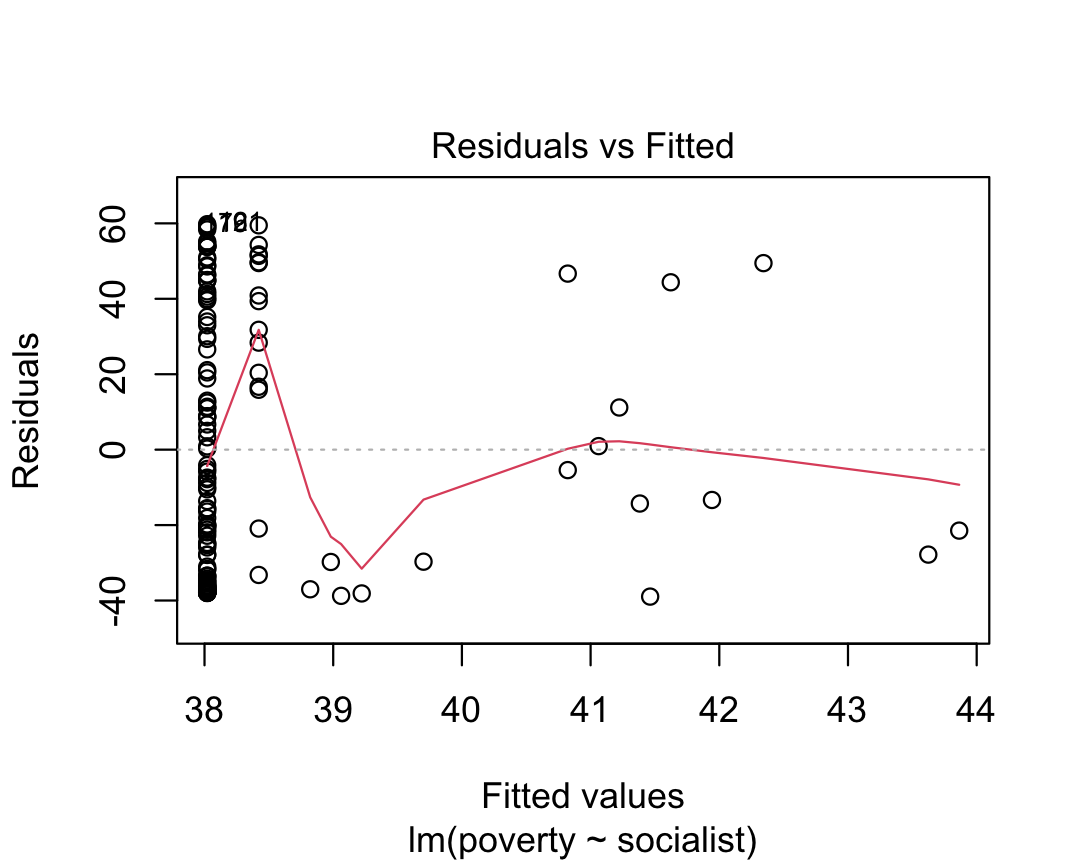 Residuals vs Fitted
Residuals
60
40
20
0
-40
38 39 40 41 42 43 44
Fitted values
lm(poverty ~ socialist)